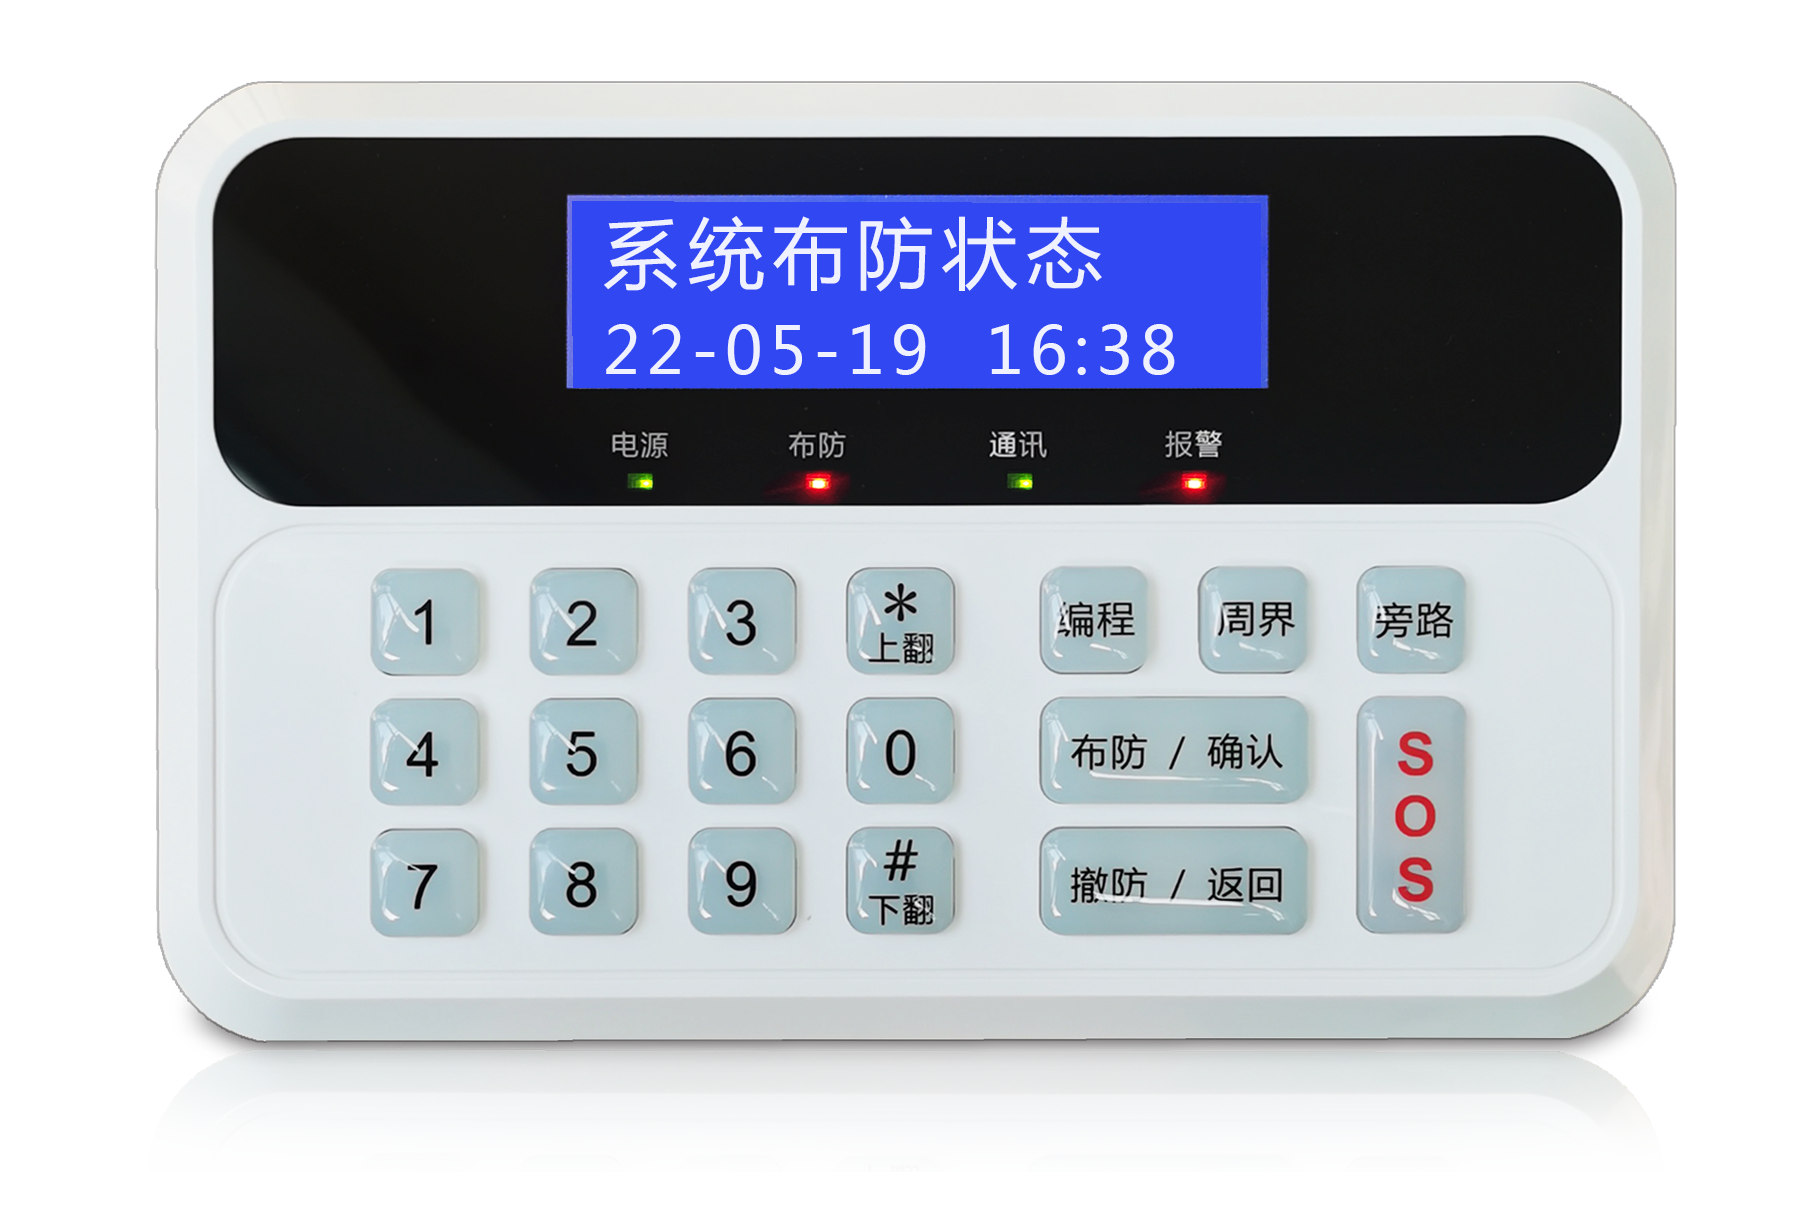 系统布防状态
22-05-19 16:38
电源 布防 通讯 报警
1 2 3 * 编程 周界 旁路
上翻
4 5 6 0 布防 / 确认
7 8 9 # 撤防 / 返回
下翻
SOS